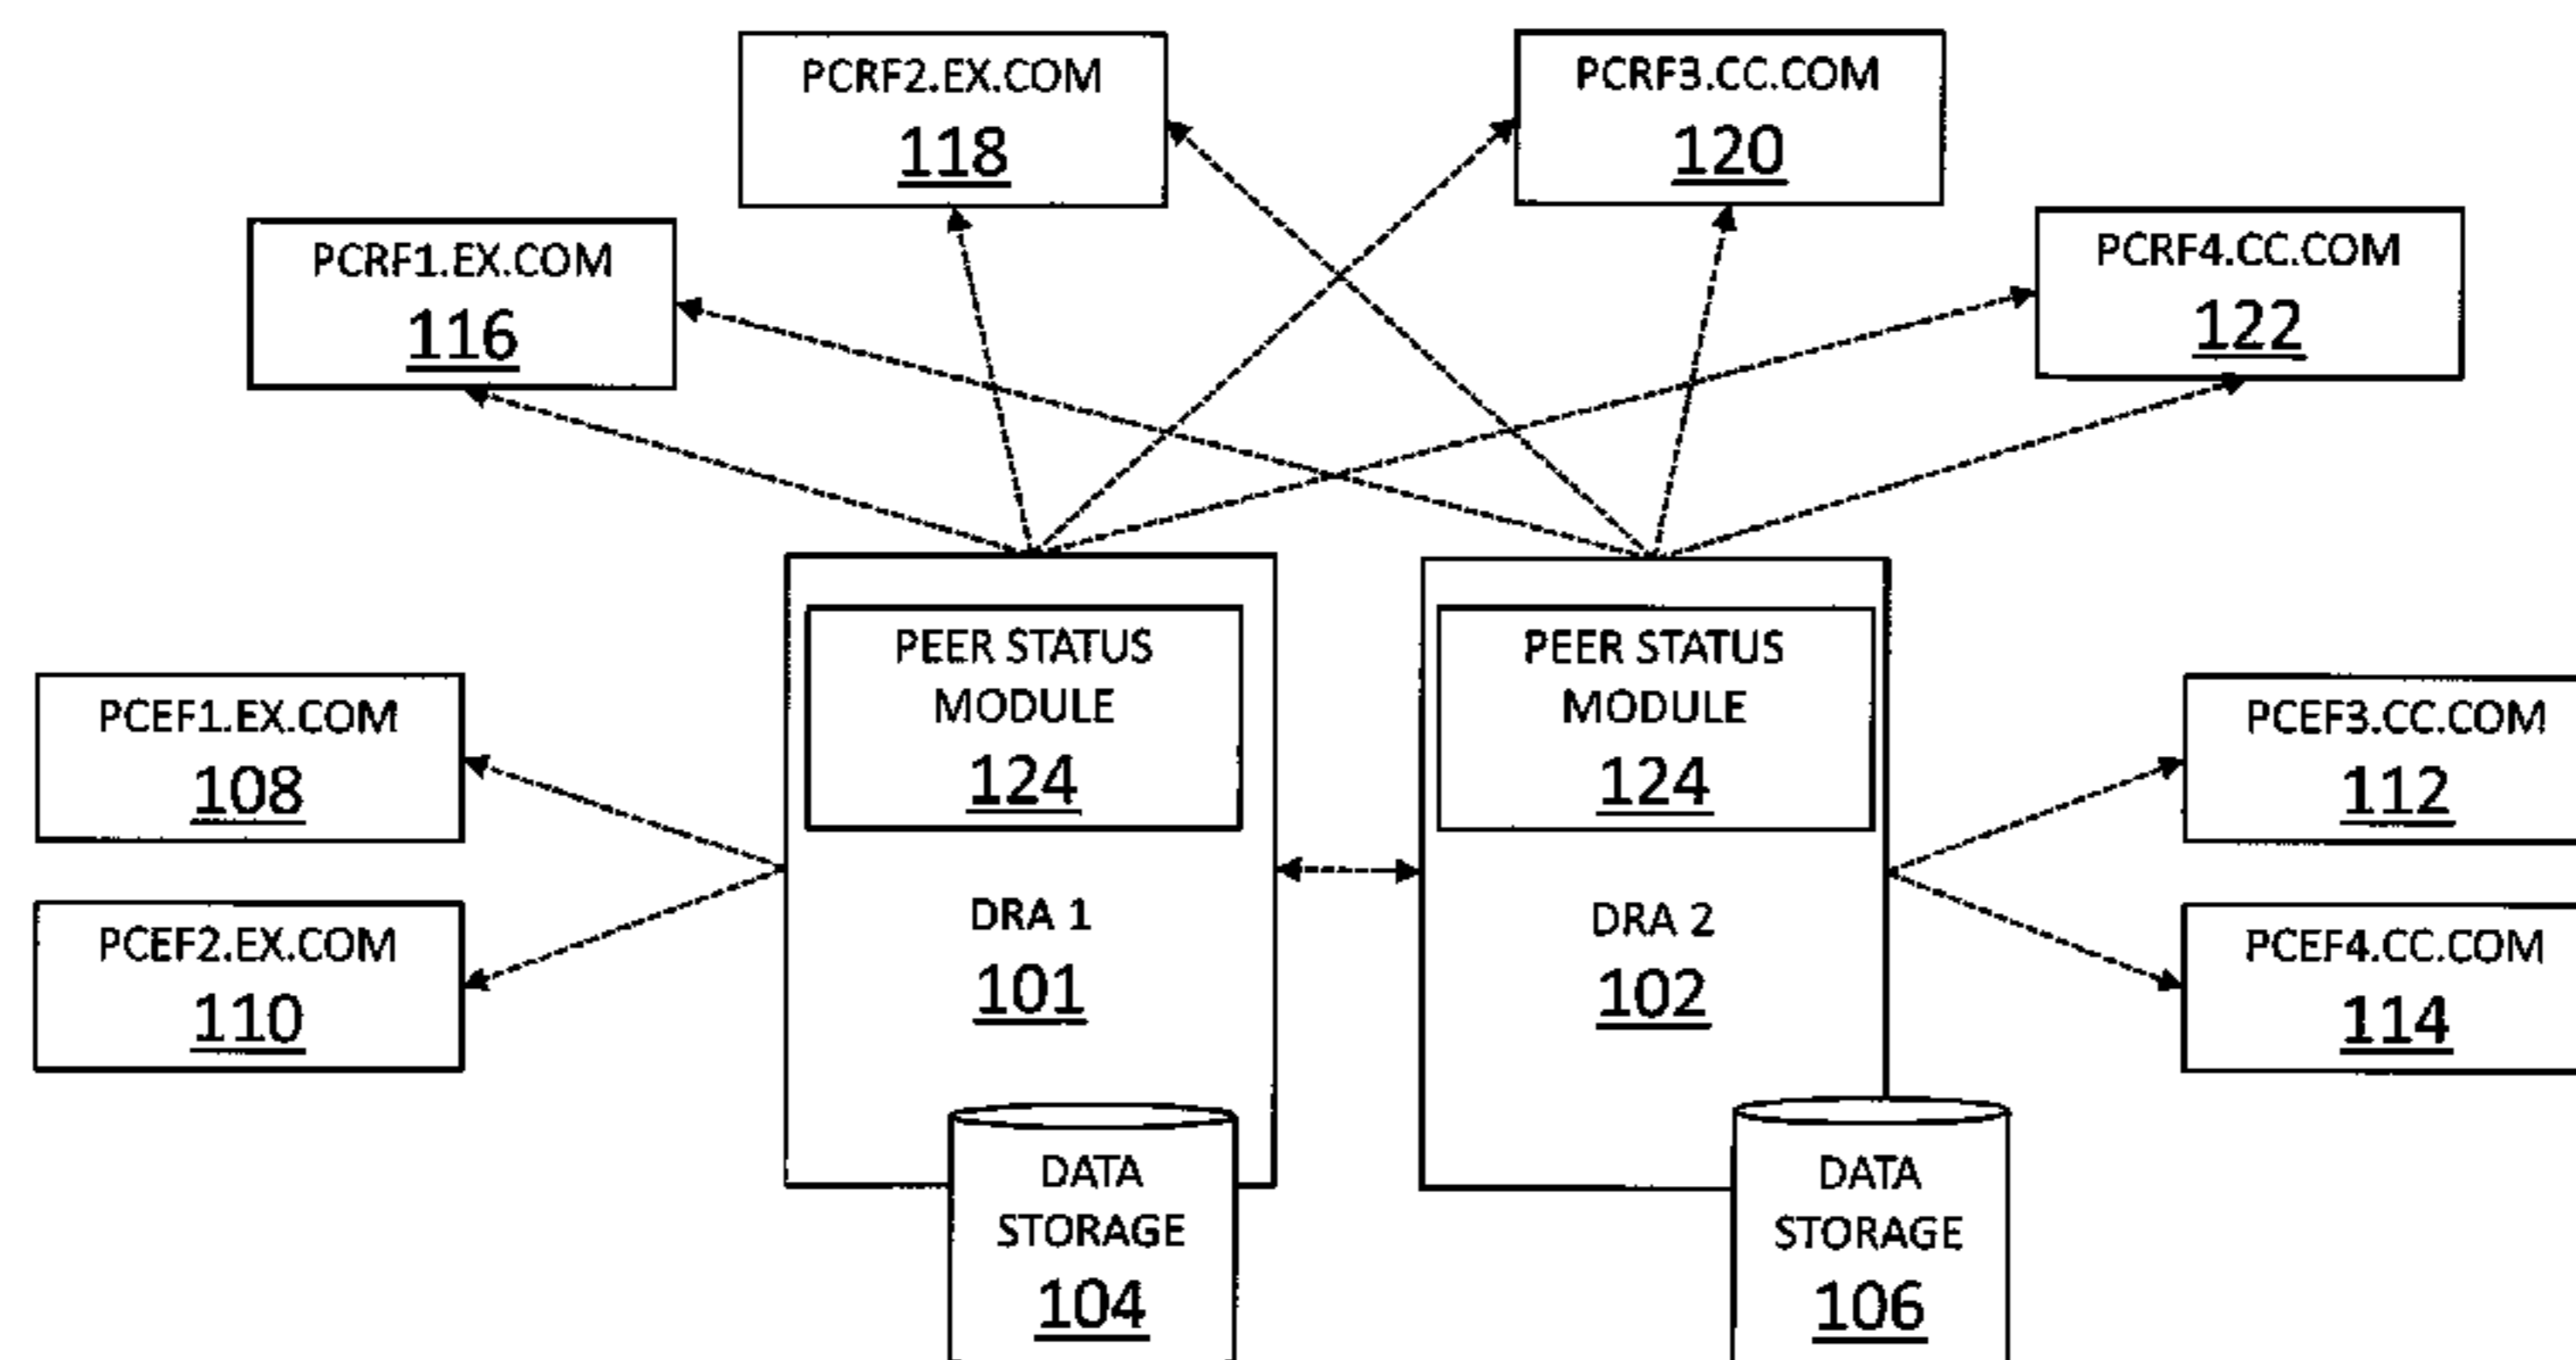 PCRF2.EX.COM
118
PCRF3.CC.COM
120
PCRF1.EX.COM
116
PCRF4.CC.COM
122
PEER STATUS
MODULE
124
PEER STATUS
MODULE
124
PCEF1.EX.COM
108
PCEF3.CC.COM
112
DRA 1
101
DRA 2
102
PCEF2.EX.COM
110
PCEF4.CC.COM
114
DATA
STORAGE
104
DATA
STORAGE
106